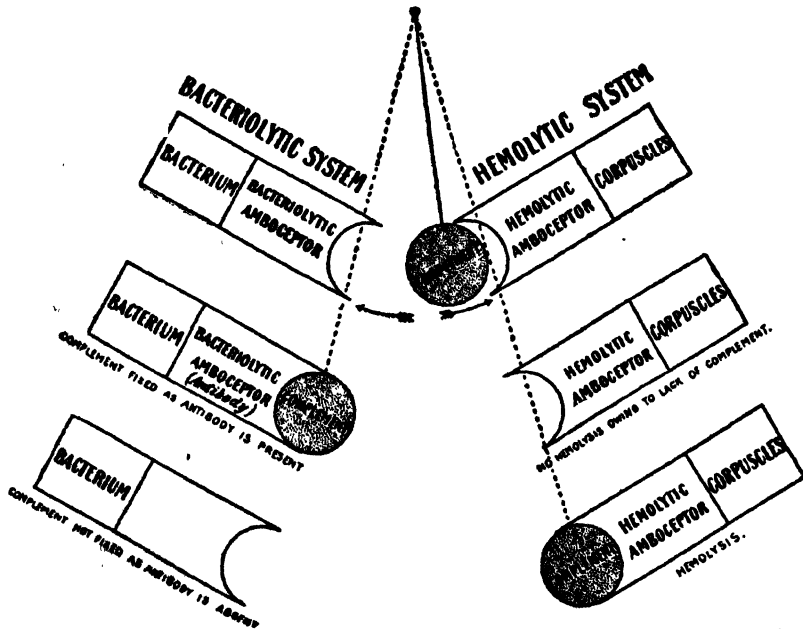 BACTERIOLYTIC SYSTEM
BACTERIUM
BACTERIOLYTIC
AMBOCEPTOR
BACTERIUM
BACTERIOLYTIC
AMBOCEPTOR
(Antibody)
COMPLEMENT
COMPLEMENT FIXED AS ANTIBODY IS PRESENT
BACTERIUM
COMPLEMENT NOT FIXED AS ANTIBODY IS ABSENT
HEMOLYTIC SYSTEM
HEMOLYTIC
AMBOCEPTOR
CORPUSCLES
HEMOLYTIC
AMBOCEPTOR
CORPUSCLES
NO HEMOLYSIS OWING TO LACK OF COMPLEMENT.
HEMOLYTIC
AMBOCEPTOR
CORPUSCLES
HEMOLYSIS.